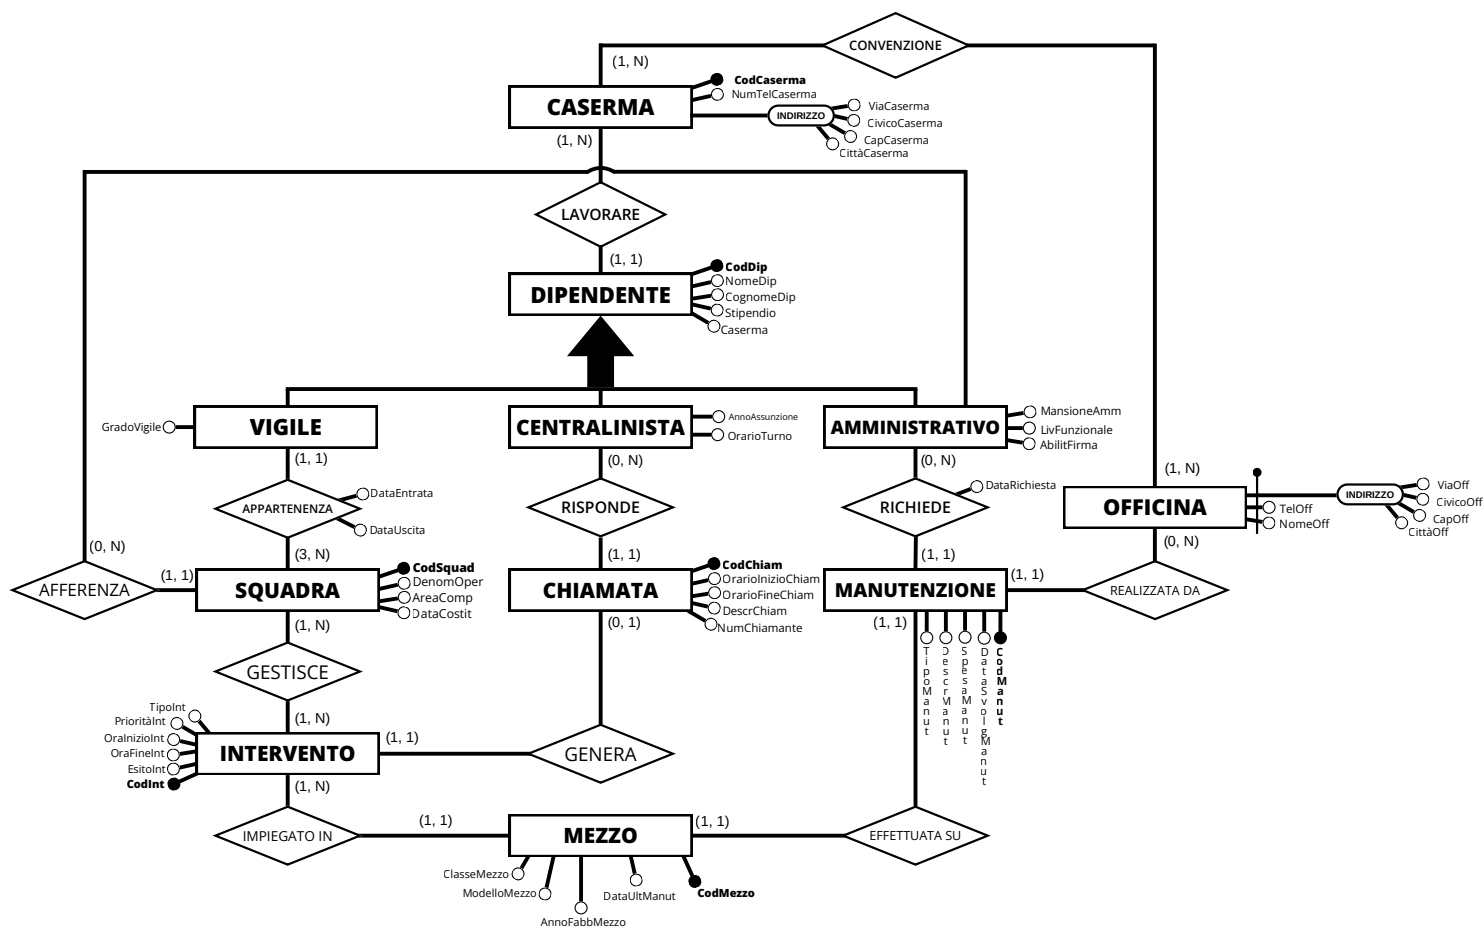 CONVENZIONE
(1, N)
CodCaserma
NumTelCaserma
CASERMA
INDIRIZZO
ViaCaserma
CivicoCaserma
CapCaserma
CittàCaserma
(1, N)
LAVORARE
(1, 1)
CodDip
NomeDip
CognomeDip
Stipendio
Caserma
DIPENDENTE
GradoVigile
VIGILE
CENTRALINISTA
AnnoAssunzione
OrarioTurno
AMMINISTRATIVO
MansioneAmm
LivFunzionale
AbilitFirma
(1, 1)
(0, N)
(0, N)
(1, N)
APPARTENENZA
DataEntrata
DataUscita
RISPONDE
RICHIEDE
DataRichiesta
OFFICINA
TelOff
NomeOff
INDIRIZZO
ViaOff
CivicoOff
CapOff
CittàOff
(0, N)
(3, N)
(1, 1)
(1, 1)
(0, N)
AFFERENZA
(1, 1)
SQUADRA
CodSquad
DenomOper
AreaComp
DataCostit
CHIAMATA
CodChiam
OrarioInizioChiam
OrarioFineChiam
DescrChiam
NumChiamante
MANUTENZIONE
(1, 1)
REALIZZATA DA
(1, N)
(0, 1)
(1, 1)
TipoManut
DescrManut
SpesaManut
DataSvolgManut
CodManut
GESTISCE
(1, N)
TipoInt
PrioritàInt
OraInizioInt
OraFineInt
EsitoInt
CodInt
INTERVENTO
(1, 1)
GENERA
(1, N)
IMPIEGATO IN
(1, 1)
MEZZO
(1, 1)
EFFETTUATA SU
ClasseMezzo
ModelloMezzo
AnnoFabbMezzo
DataUltManut
CodMezzo